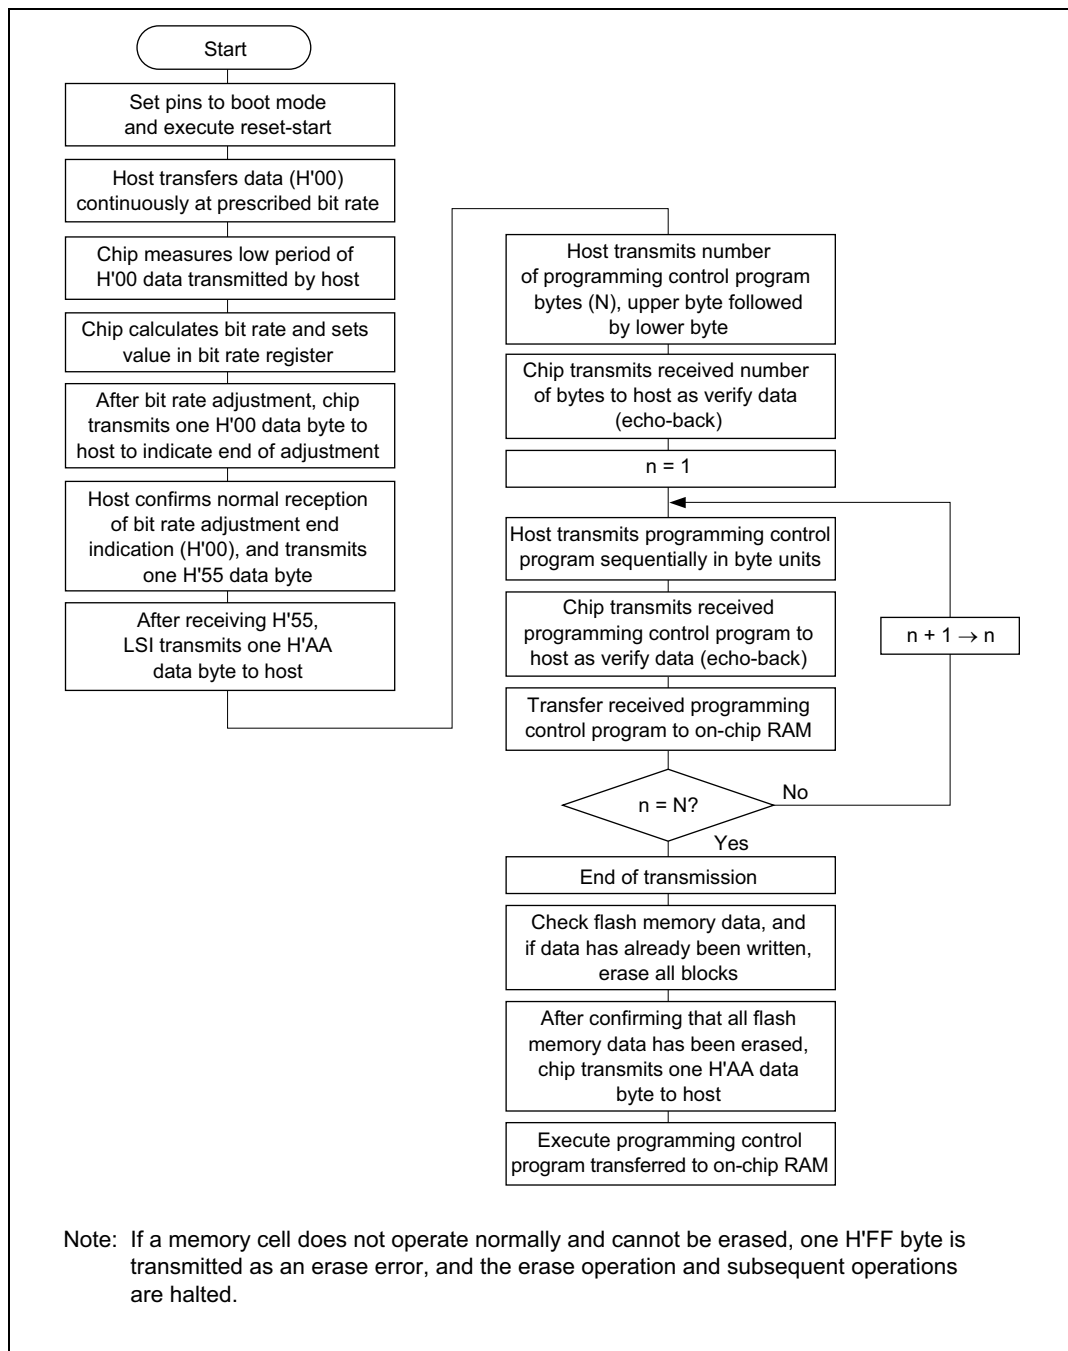 Start
Set pins to boot mode
and execute reset-start
Host transfers data (H'00)
continuously at prescribed bit rate
Chip measures low period of
H'00 data transmitted by host
Chip calculates bit rate and sets
value in bit rate register
After bit rate adjustment, chip
transmits one H'00 data byte to
host to indicate end of adjustment
Host confirms normal reception
of bit rate adjustment end
indication (H'00), and transmits
one H'55 data byte
After receiving H'55,
LSI transmits one H'AA
data byte to host
Host transmits number
of programming control program
bytes (N), upper byte followed
by lower byte
Chip transmits received number
of bytes to host as verify data
(echo-back)
n = 1
Host transmits programming control
program sequentially in byte units
Chip transmits received
programming control program to
host as verify data (echo-back)
n + 1 → n
Transfer received programming
control program to on-chip RAM
n = N?
No
Yes
End of transmission
Check flash memory data, and
if data has already been written,
erase all blocks
After confirming that all flash
memory data has been erased,
chip transmits one H'AA data
byte to host
Execute programming control
program transferred to on-chip RAM
Note: If a memory cell does not operate normally and cannot be erased, one H'FF byte is
transmitted as an erase error, and the erase operation and subsequent operations
are halted.